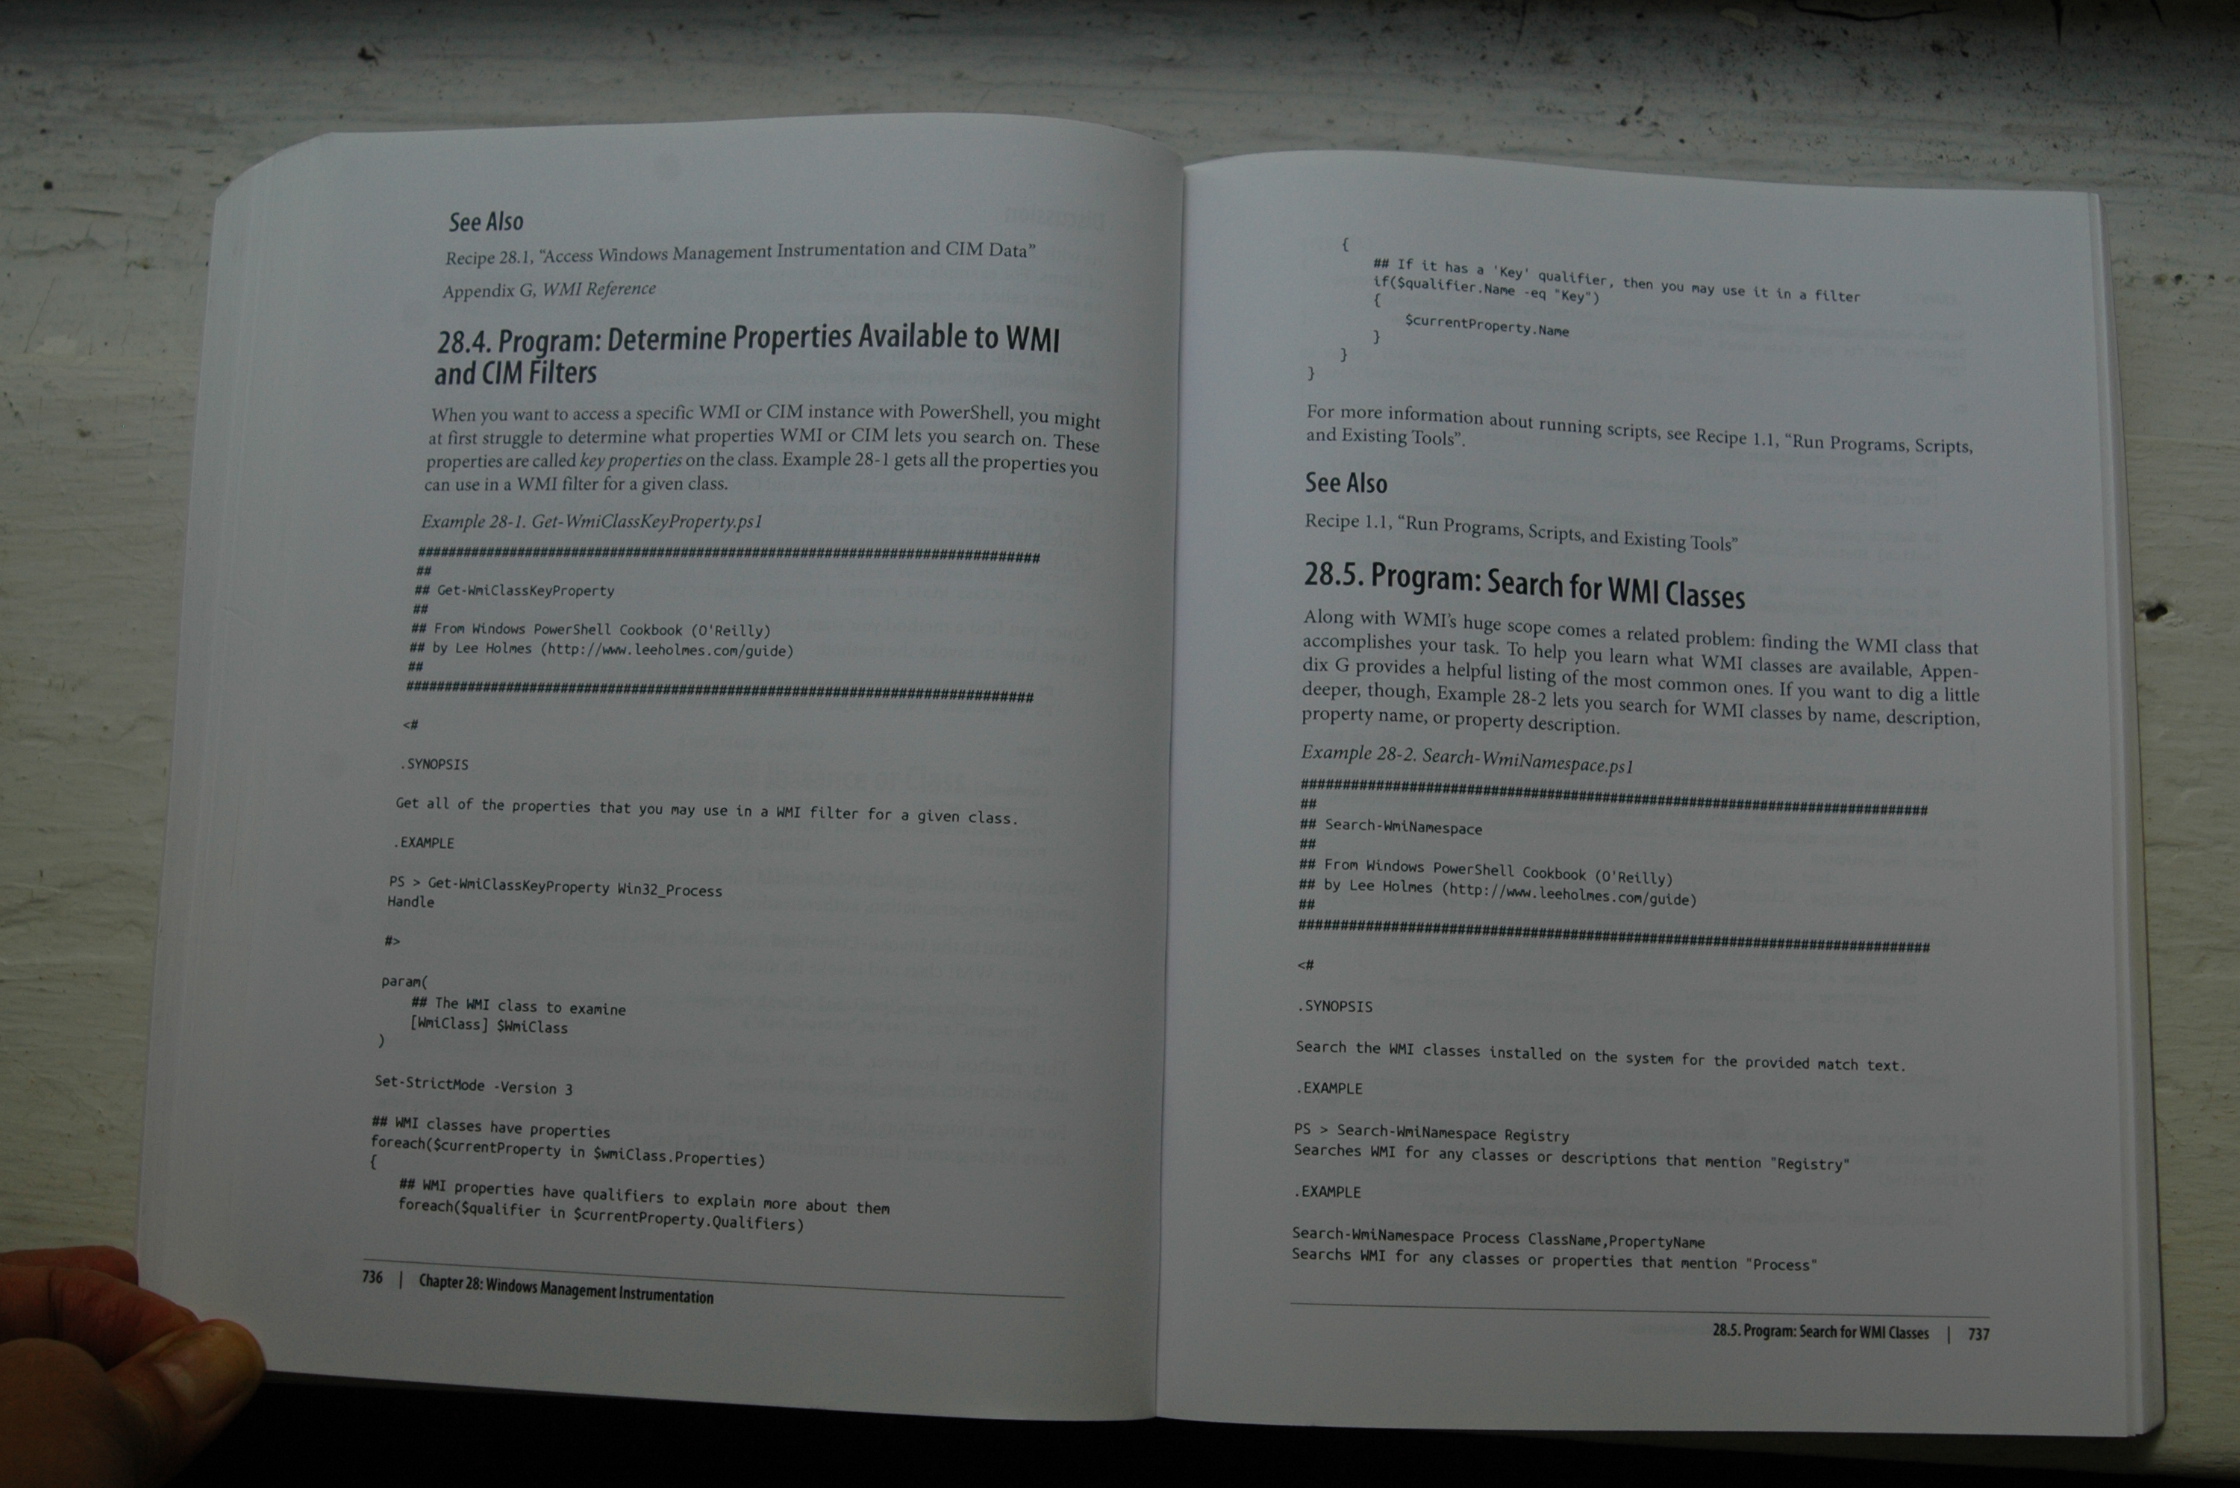 See Also
Recipe 28.1, “Access Windows Management Instrumentation and CIM Data”
Appendix G, WMI Reference
28.4. Program: Determine Properties Available to WMI
and CIM Filters
When you want to access a specific WMI or CIM instance with PowerShell, you might
at first struggle to determine what properties WMI or CIM lets you search on. These
properties are called key properties on the class. Example 28-1 gets all the properties you
can use in a WMI filter for a given class.
Example 28-1. Get-WmiClassKeyProperty.ps1
##############################################################################
##
## Get-WmiClassKeyProperty
##
## From Windows PowerShell Cookbook (O'Reilly)
## by Lee Holmes (http://www.leeholmes.com/guide)
##
##############################################################################
<#
.SYNOPSIS
Get all of the properties that you may use in a WMI filter for a given class.
.EXAMPLE
PS > Get-WmiClassKeyProperty Win32_Process
Handle
#>
param(
## The WMI class to examine
[WmiClass] $WmiClass
)
Set-StrictMode -Version 3
## WMI classes have properties
foreach($currentProperty in $wmiClass.Properties)
{
## WMI properties have qualifiers to explain more about them
foreach($qualifier in $currentProperty.Qualifiers)
736 | Chapter 28: Windows Management Instrumentation
{
## If it has a 'Key' qualifier, then you may use it in a filter
if($qualifier.Name -eq "Key")
{
$currentProperty.Name
}
}
}
For more information about running scripts, see Recipe 1.1, “Run Programs, Scripts,
and Existing Tools”.
See Also
Recipe 1.1, “Run Programs, Scripts, and Existing Tools”
28.5. Program: Search for WMI Classes
Along with WMI’s huge scope comes a related problem: finding the WMI class that
accomplishes your task. To help you learn what WMI classes are available, Appen-
dix G provides a helpful listing of the most common ones. If you want to dig a little
deeper, though, Example 28-2 lets you search for WMI classes by name, description,
property name, or property description.
Example 28-2. Search-WmiNamespace.ps1
##############################################################################
##
## Search-WmiNamespace
##
## From Windows PowerShell Cookbook (O'Reilly)
## by Lee Holmes (http://www.leeholmes.com/guide)
##
##############################################################################
<#
.SYNOPSIS
Search the WMI classes installed on the system for the provided match text.
.EXAMPLE
PS > Search-WmiNamespace Registry
Searches WMI for any classes or descriptions that mention "Registry"
.EXAMPLE
Search-WmiNamespace Process ClassName,PropertyName
Searchs WMI for any classes or properties that mention "Process"
28.5. Program: Search for WMI Classes | 737